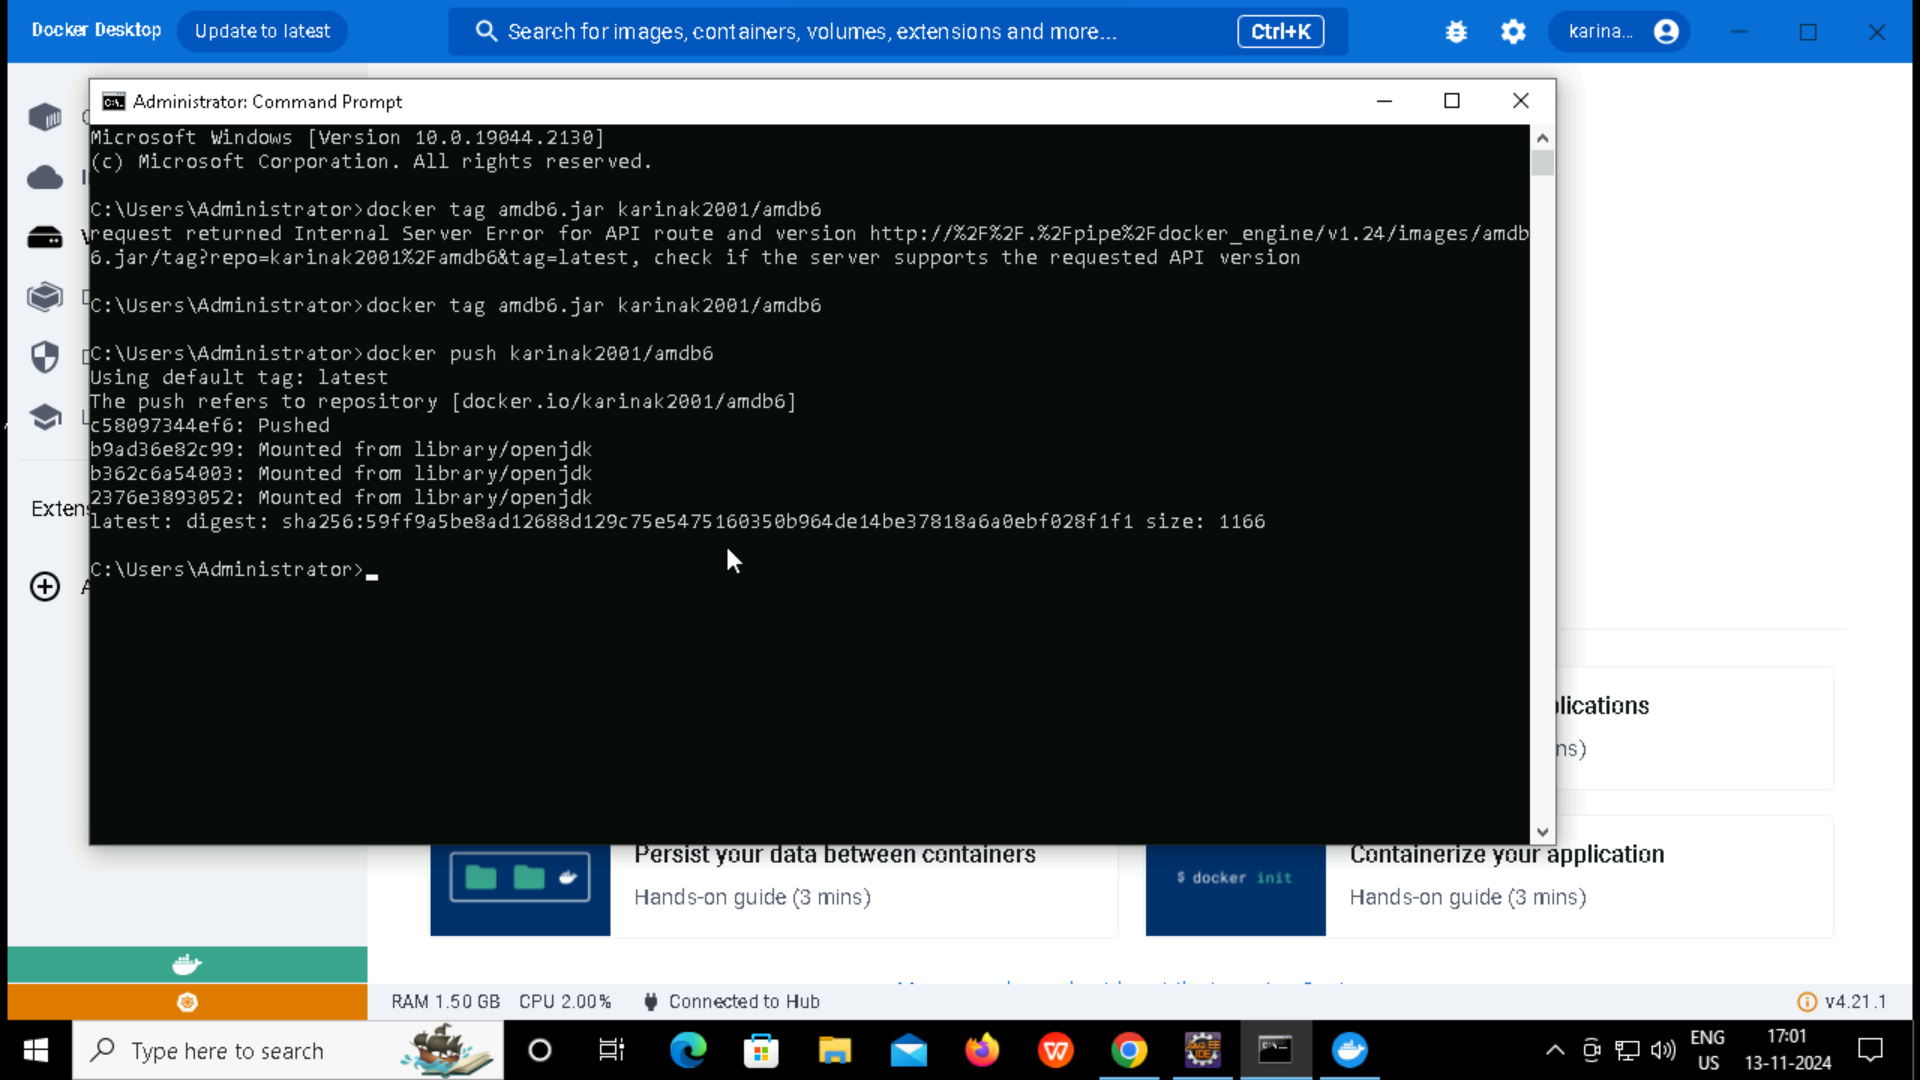 Docker Desktop
Update to latest
Search for images, containers, volumes, extensions and more...
Ctrl+K
karina...
Administrator: Command Prompt
Microsoft Windows [Version 10.0.19044.2130]
(c) Microsoft Corporation. All rights reserved.
C:\Users\Administrator>docker tag amdb6.jar karinak2001/amdb6
request returned Internal Server Error for API route and version http://%2F%2F.%2Fpipe%2Fdocker_engine/v1.24/images/amdb
6.jar/tag?repo=karinak2001%2Famdb6&tag=latest, check if the server supports the requested API version
C:\Users\Administrator>docker tag amdb6.jar karinak2001/amdb6
C:\Users\Administrator>docker push karinak2001/amdb6
Using default tag: latest
The push refers to repository [docker.io/karinak2001/amdb6]
c58097344ef6: Pushed
b9ad36e82c99: Mounted from library/openjdk
b362c6a54003: Mounted from library/openjdk
2376e3893052: Mounted from library/openjdk
latest: digest: sha256:59ff9a5be8ad12688d129c75e5475160350b964de14be37818a6a0ebf028f1f1 size: 1166
C:\Users\Administrator>
Exten
lications
ns)
Persist your data between containers
Hands-on guide (3 mins)
$ docker init
Containerize your application
Hands-on guide (3 mins)
RAM 1.50 GB CPU 2.00% Connected to Hub
v4.21.1
Type here to search
ENG
US
17:01
13-11-2024